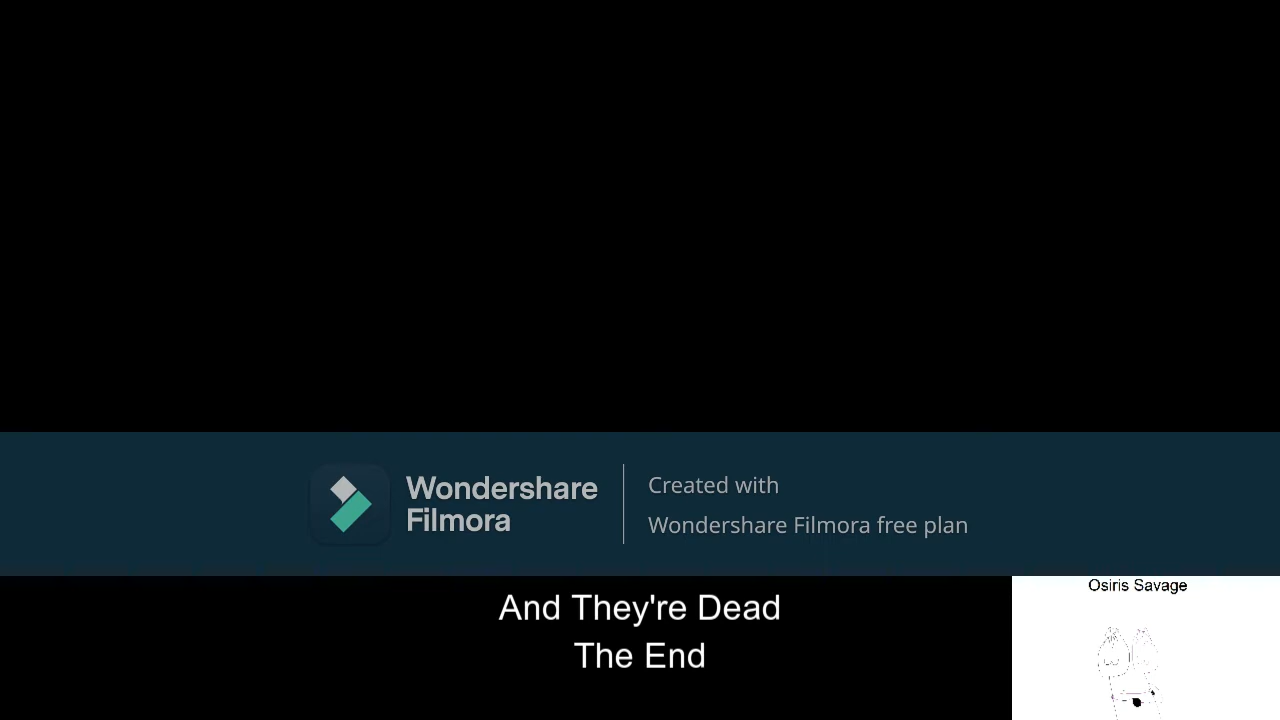 Wondershare
Filmora
Created with
Wondershare Filmora free plan
And They're Dead
The End
Osiris Savage